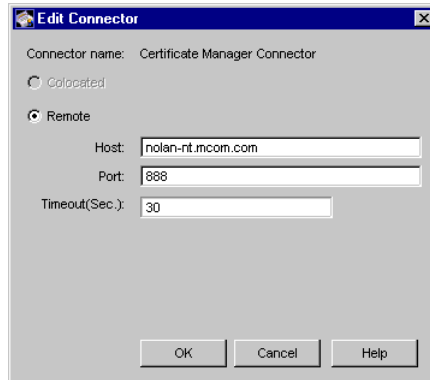 Edit Connector
Connector name: Certificate Manager Connector
Colocated
Remote
Host: nolan-nt.mcom.com
Port: 888
Timeout(Sec.): 30
OK Cancel Help